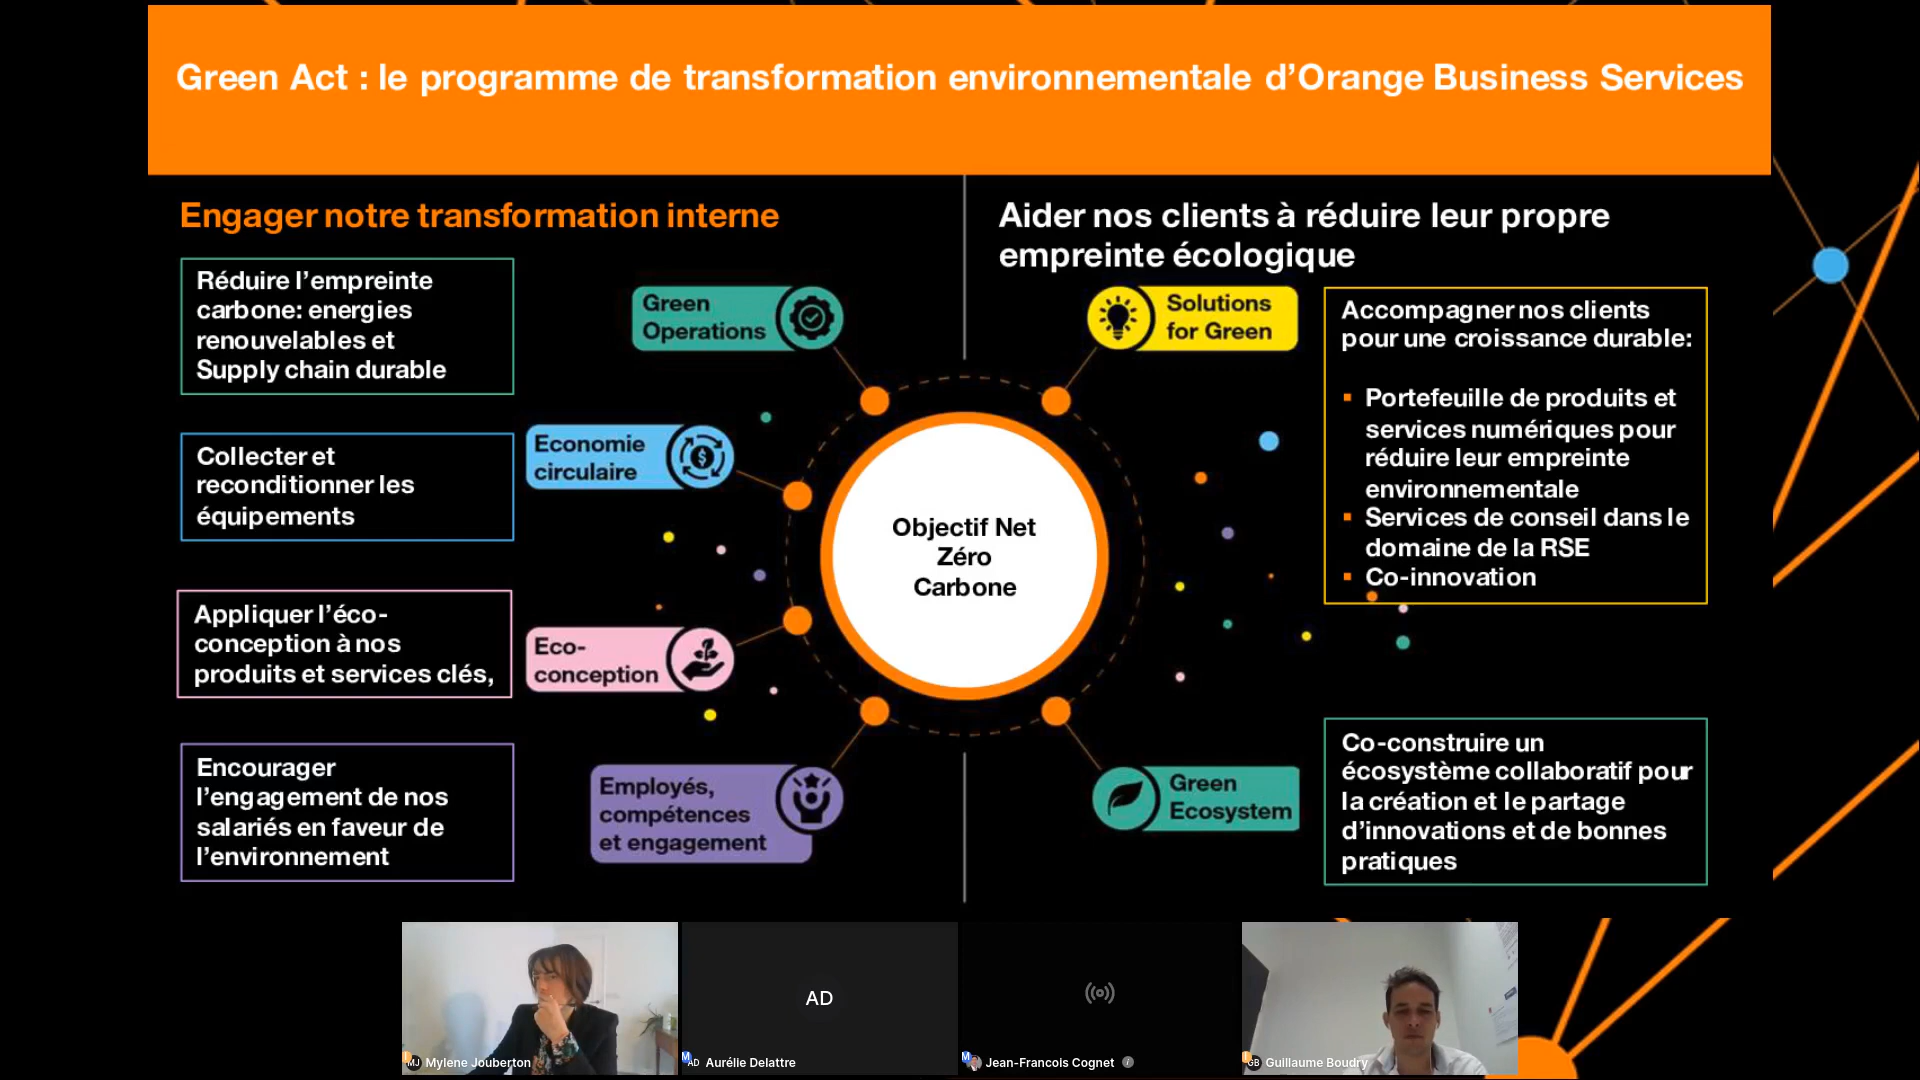 Green Act : le programme de transformation environnementale d’Orange Business Services
Engager notre transformation interne
Réduire l’empreinte
carbone: energies
renouvelables et
Supply chain durable
Green
Operations
Collecter et
reconditionner les
équipements
Economie
circulaire
Appliquer l’éco-
conception à nos
produits et services clés,
Eco-
conception
Encourager
l’engagement de nos
salariés en faveur de
l’environnement
Employés,
compétences
et engagement
Objectif Net
Zéro
Carbone
Aider nos clients à réduire leur propre
empreinte écologique
Solutions
for Green
Accompagner nos clients
pour une croissance durable:
Portefeuille de produits et
services numériques pour
réduire leur empreinte
environnementale
Services de conseil dans le
domaine de la RSE
Co-innovation
Green
Ecosystem
Co-construire un
écosystème collaboratif pour
la création et le partage
d’innovations et de bonnes
pratiques
MJ Mylene Jouberton
AD
AD Aurélie Delattre
M Jean-Francois Cognet
GB Guillaume Boudry